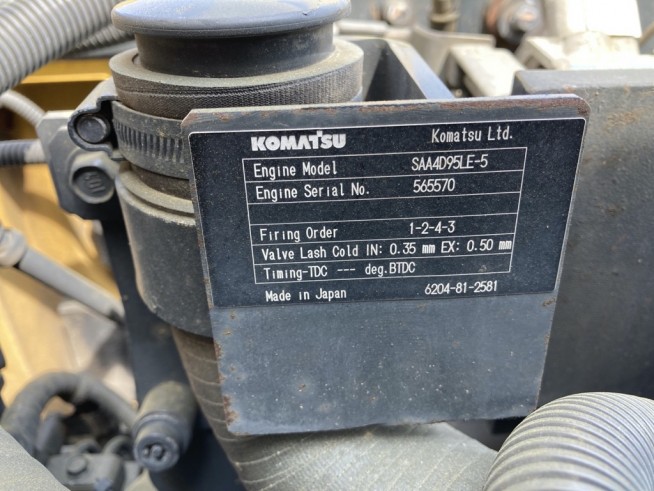 KOMATSU Komatsu Ltd.
Engine Model SAA4D95LE-5
Engine Serial No. 565570
Firing Order 1-2-4-3
Valve Lash Cold IN: 0.35 mm EX: 0.50 mm
Timing-TDC --- deg.BTDC
Made in Japan 6204-81-2581